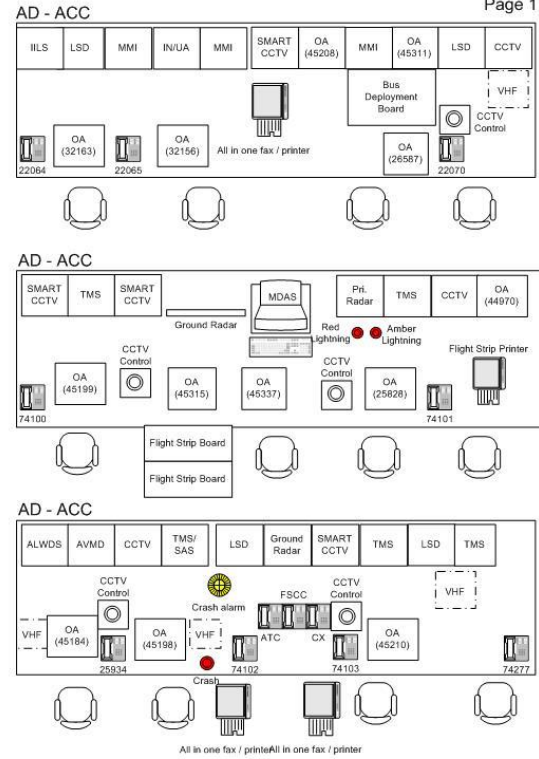 Page 1
AD - ACC
IILS
LSD
MMI
IN/UA
MMI
SMART
CCTV
OA
(45208)
MMI
OA
(45311)
LSD
CCTV
Bus
Deployment
Board
VHF
CCTV
Control
OA
(32163)
OA
(32156)
All in one fax / printer
OA
(26587)
22064
22065
22070
AD - ACC
SMART
CCTV
TMS
SMART
CCTV
Ground Radar
MDAS
Pri.
Radar
TMS
CCTV
OA
(44970)
Red
Lightning
Amber
Lightning
Flight Strip Printer
CCTV
Control
CCTV
Control
OA
(45199)
OA
(45315)
OA
(45337)
OA
(25828)
74100
74101
Flight Strip Board
Flight Strip Board
AD - ACC
ALWDS
AVMD
CCTV
TMS/
SAS
LSD
Ground
Radar
SMART
CCTV
TMS
LSD
TMS
CCTV
Control
Crash alarm
FSCC
CCTV
Control
VHF
VHF
OA
(45184)
OA
(45198)
VHF
ATC
CX
OA
(45210)
25934
74102
74103
74277
Crash
All in one fax / printer
All in one fax / printer